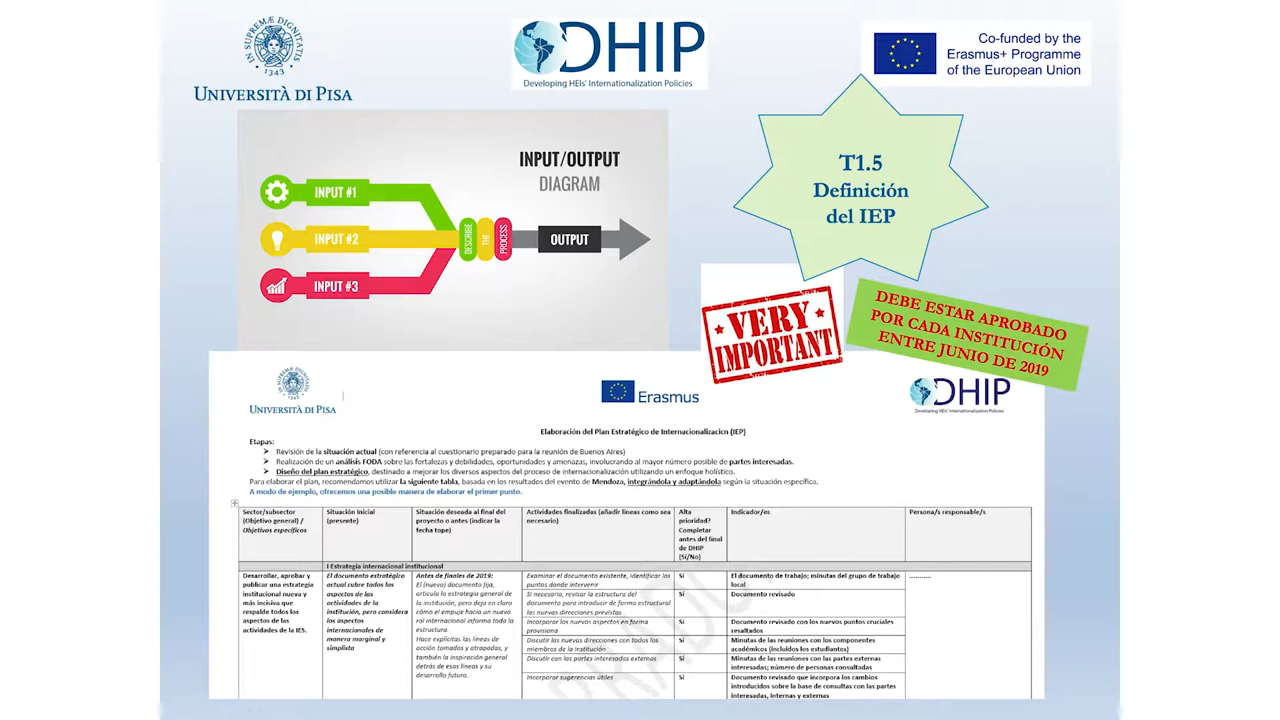 IN SUPREMÆ DIGNITATIS
1343
UNIVERSITÀ DI PISA
DHIP
Developing HEIs' Internationalization Policies
Co-funded by the
Erasmus+ Programme
of the European Union
INPUT/OUTPUT
DIAGRAM
INPUT #1
INPUT #2
INPUT #3
DESCRIBE
THE
PROCESS
OUTPUT
T1.5
Definición
del IEP
VERY
IMPORTANT
DEBE ESTAR APROBADO
POR CADA INSTITUCIÓN
ENTRE JUNIO DE 2019
UNIVERSITÀ DI PISA
Erasmus
DHIP
Developing HEIs' Internationalization Policies
Elaboración del Plan Estratégico de Internacionalizacicn (IEP)
Etapas:
Revisión de la situación actual (con referencia al cuestionario preparado para la reunión de Buenos Aires)
Realización de un análisis FODA sobre las fortalezas y debilidades, oportunidades y amenazas, involucrando al mayor número posible de partes interesadas.
Diseño del plan estratégico, destinado a mejorar los diversos aspectos del proceso de internacionalización utilizando un enfoque holístico.
Para elaborar el plan, recomendamos utilizar la siguiente tabla, basada en los resultados del evento de Mendoza, integrándola y adaptándola según la situación específica.
A modo de ejemplo, ofrecemos una posible manera de elaborar el primer punto.
Sector/subsector
(Objetivo general) /
Objetivos específicos
Situación Inicial
(presente)
Situación deseada al final del
proyecto o antes (indicar la
fecha tope)
Actividades finalizadas (añadir líneas como sea
necesario)
Alta
prioridad?
Completar
antes del final
de DHIP
(Sí/No)
Indicador/es
Persona/s responsable/s
I Estrategia internacional institucional
Desarrollar, aprobar y
publicar una estrategia
institucional nueva y
más incisiva que
respalde todos los
aspectos de las
actividades de la IES.
El documento estratégico
actual cubre todos los
aspectos de las
actividades de la
institución, pero considera
los aspectos
internacionales de
manera marginal y
simplista
Antes de finales de 2019:
El (nuevo) documento fija,
articula la estrategia general de
la institución, pero deja en claro
cómo el empuje hacia un nuevo
rol internacional informa toda la
estructura.
Hace explícitas las líneas de
acción tomadas y atrapadas, y
también la inspiración general
detrás de esas líneas y su
desarrollo futuro.
Examinar el documento existente, identificar los
puntos donde intervenir
Sí
El documento de trabajo; minutas del grupo de trabajo
local
..........
Si necesario, revisar la estructura del
documento para introducir de forma estructural
las nuevas direcciones previstas
Sí
Documento revisado
Incorporar los nuevos aspectos en forma
provisiona
Sí
Documento revisado con los nuevos puntos cruciales
resaltados
Discutir las nuevas direcciones con todos los
miembros de la institución
Sí
Minutas de las reuniones con los componentes
académicos (incluidos los estudiantes)
Discutir con las partes interesadas externas
Sí
Minutas de las reuniones con las partes externas
interesadas; número de personas consultadas
Incorporar sugerencias útiles
Sí
Documento revisado que incorpora los cambios
introducidos sobre la base de consultas con las partes
interesadas, internas y externas